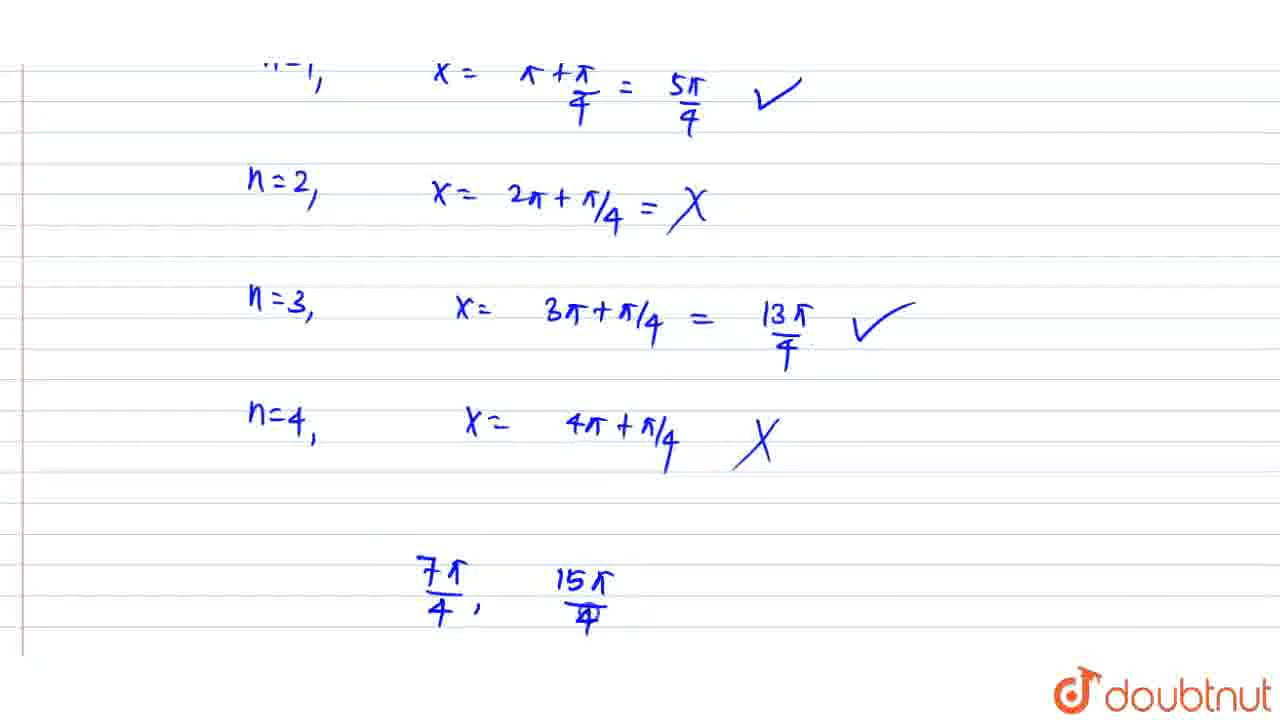 n=1, x= π+π/4 = 5π/4 ✓
n=2, x= 2π+π/4 = X
n=3, x= 3π+π/4 = 13π/4 ✓
n=4, x= 4π+π/4 X
7π/4, 15π/4
doubtnut